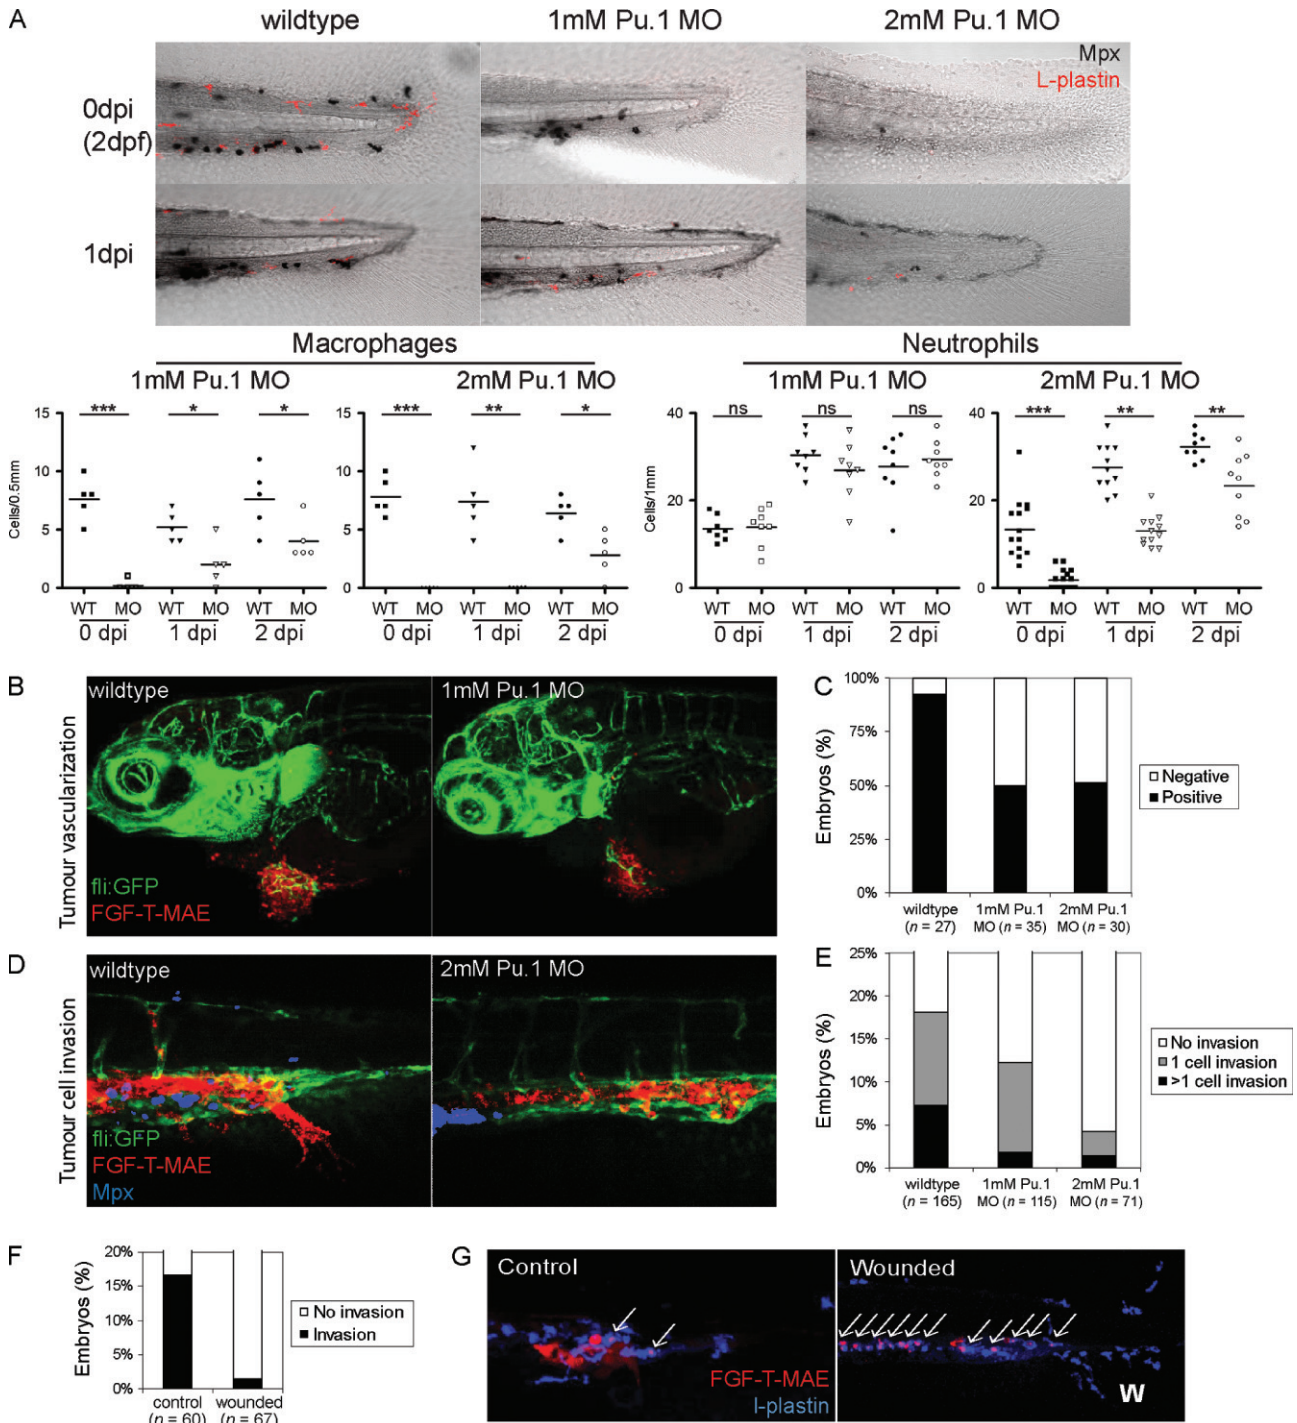 A
wildtype
1mM Pu.1 MO
2mM Pu.1 MO
Mpx
L-plastin
0dpi
(2dpf)
1dpi
Macrophages
Neutrophils
1mM Pu.1 MO
2mM Pu.1 MO
1mM Pu.1 MO
2mM Pu.1 MO
Cells/0.5mm
15
10
5
0
*** * *
WT MO WT MO WT MO
0 dpi 1 dpi 2 dpi
15
10
5
0
*** ** *
WT MO WT MO WT MO
0 dpi 1 dpi 2 dpi
Cells/1mm
40
20
0
ns ns ns
WT MO WT MO WT MO
0 dpi 1 dpi 2 dpi
40
20
0
*** ** **
WT MO WT MO WT MO
0 dpi 1 dpi 2 dpi
B
Tumour vascularization
wildtype
1mM Pu.1 MO
fli:GFP
FGF-T-MAE
C
Embryos (%)
100%
75%
50%
25%
0%
wildtype
(n = 27)
1mM Pu.1
MO (n = 35)
2mM Pu.1
MO (n = 30)
Negative
Positive
D
Tumour cell invasion
wildtype
2mM Pu.1 MO
fli:GFP
FGF-T-MAE
Mpx
E
Embryos (%)
25%
20%
15%
10%
5%
0%
wildtype
(n = 165)
1mM Pu.1
MO (n = 115)
2mM Pu.1
MO (n = 71)
No invasion
1 cell invasion
>1 cell invasion
F
Embryos (%)
20%
15%
10%
5%
0%
control
(n = 60)
wounded
(n = 67)
No invasion
Invasion
G
Control
Wounded
FGF-T-MAE
l-plastin
W